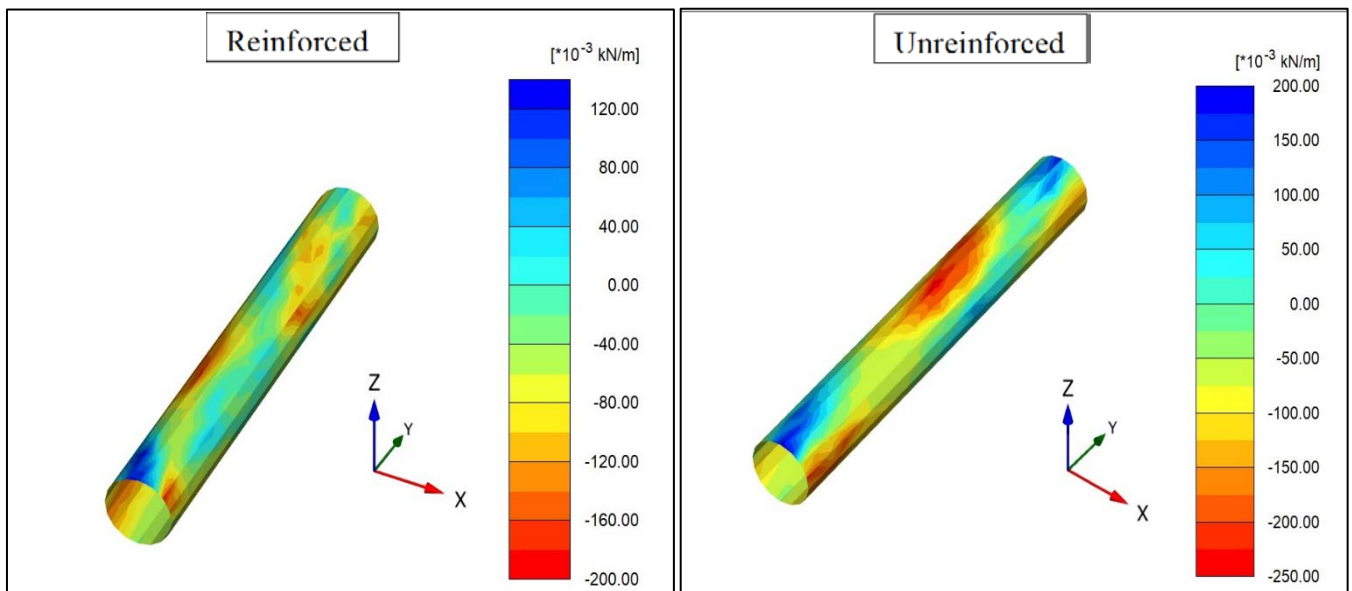 Reinforced
[*10-3 kN/m]
120.00
80.00
40.00
0.00
-40.00
-80.00
-120.00
-160.00
-200.00
Z
Y
X
Unreinforced
[*10-3 kN/m]
200.00
150.00
100.00
50.00
0.00
-50.00
-100.00
-150.00
-200.00
-250.00
Z
Y
X